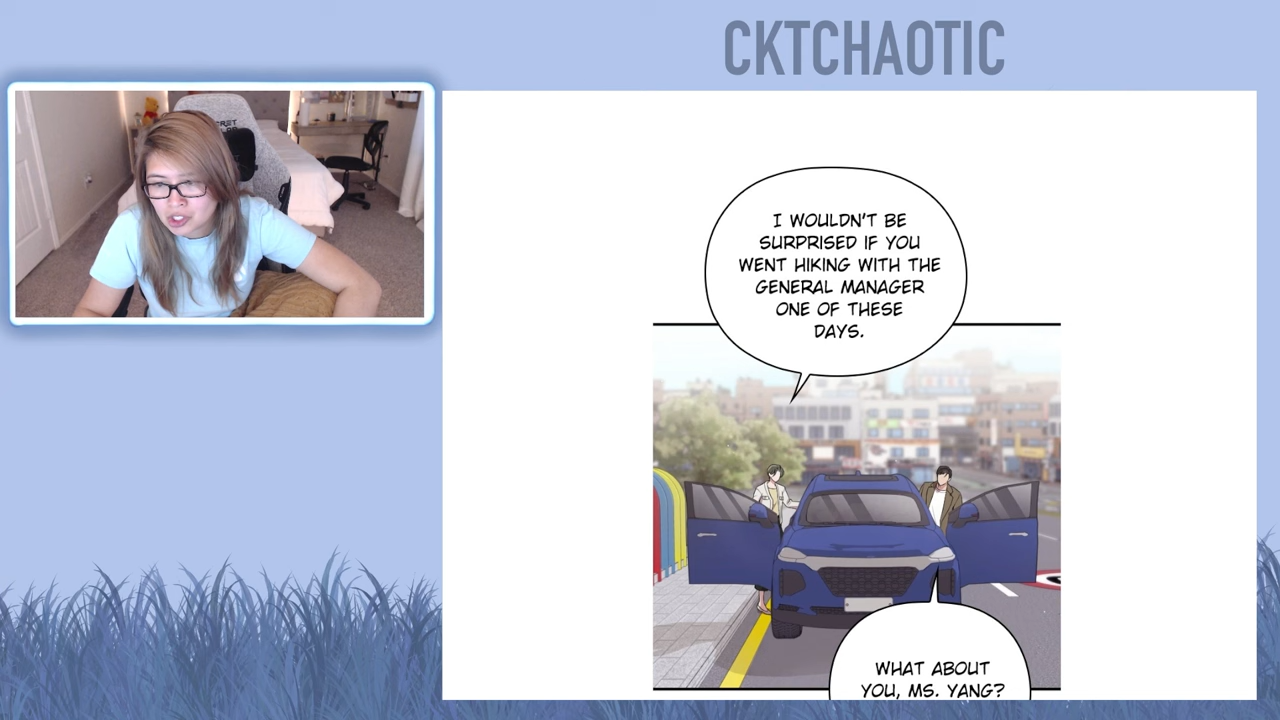 CKTCHAOTIC
I WOULDN'T BE
SURPRISED IF YOU
WENT HIKING WITH THE
GENERAL MANAGER
ONE OF THESE
DAYS.
WHAT ABOUT
YOU, MS. YANG?